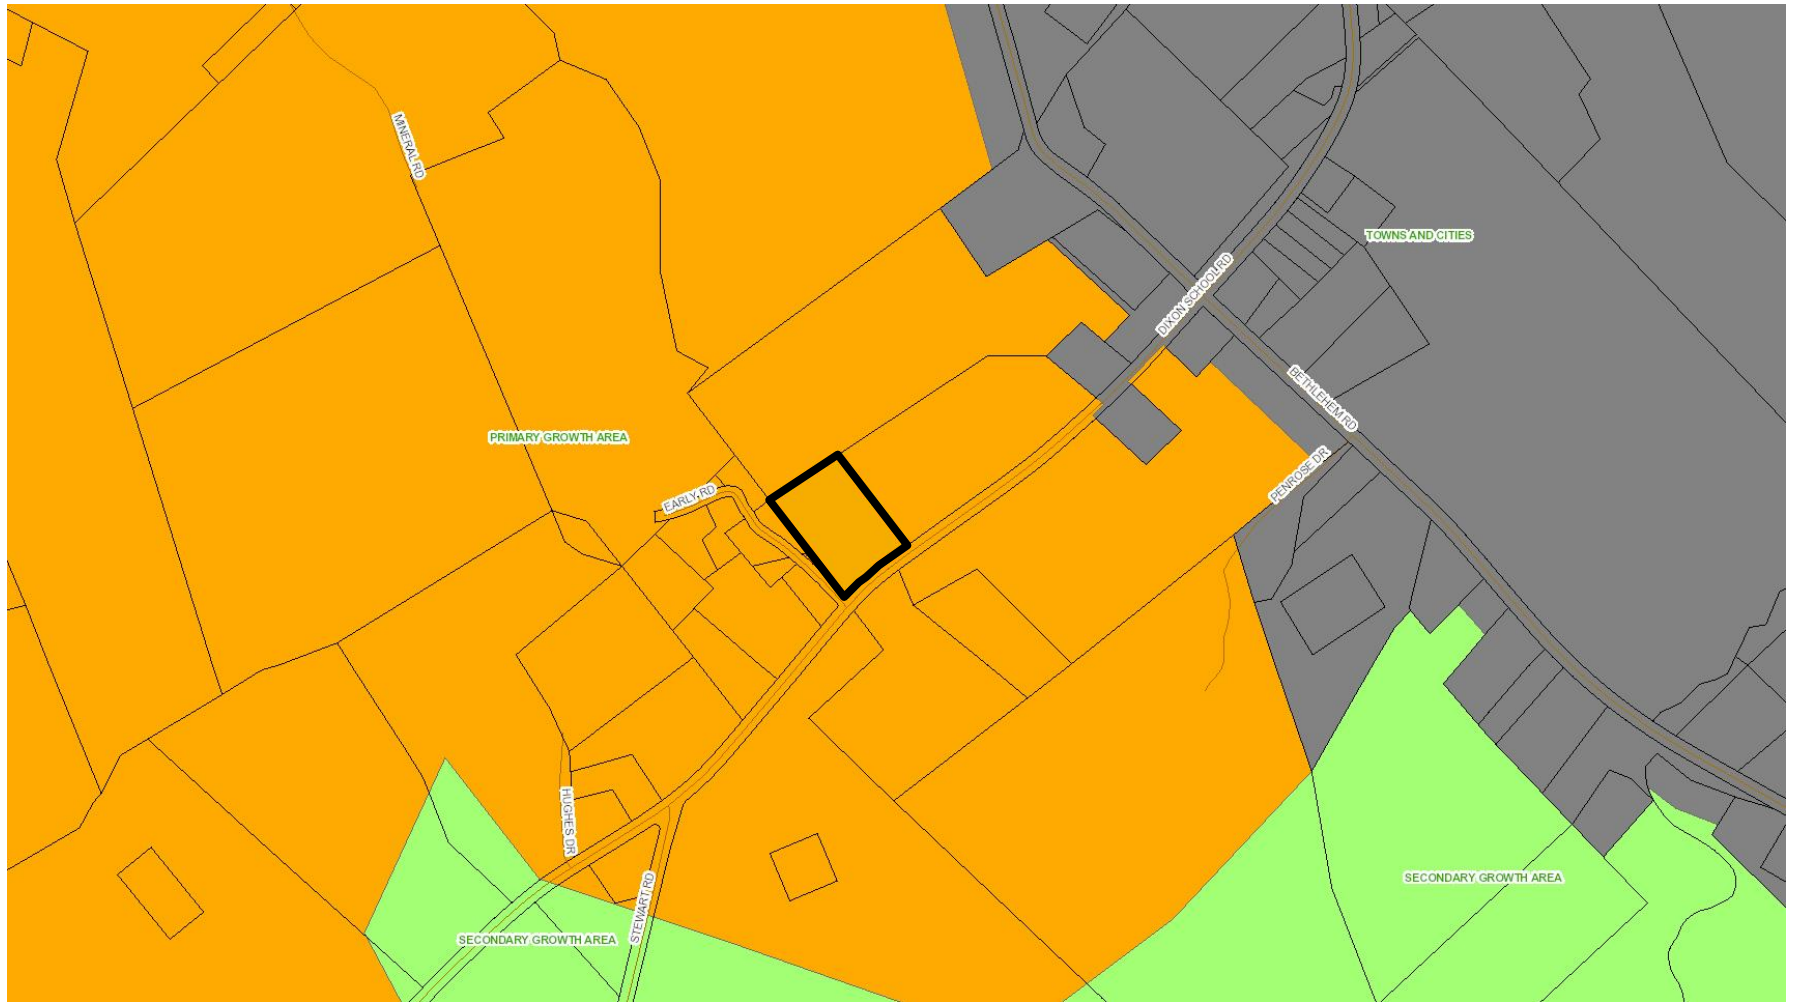 MINERAL RD
TOWNS AND CITIES
DIXON SCHOOL RD
BETHLEHEM RD
PRIMARY GROWTH AREA
PENROSE DR
EARLY RD
HUGHES DR
SECONDARY GROWTH AREA
STEWART RD
SECONDARY GROWTH AREA